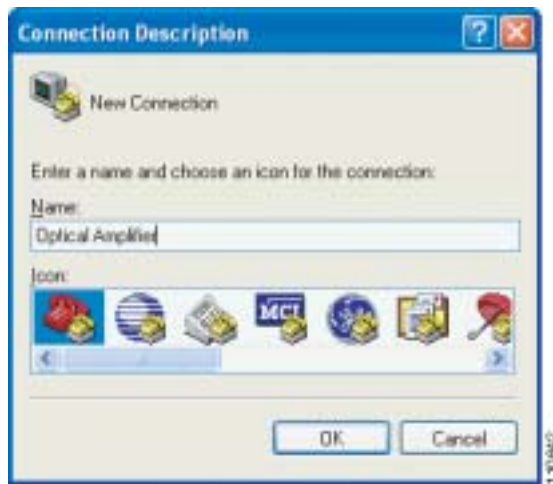 Connection Description
New Connection
Enter a name and choose an icon for the connection:
Name:
Optical Amplifier
Icon:
MCI
OK
Cancel